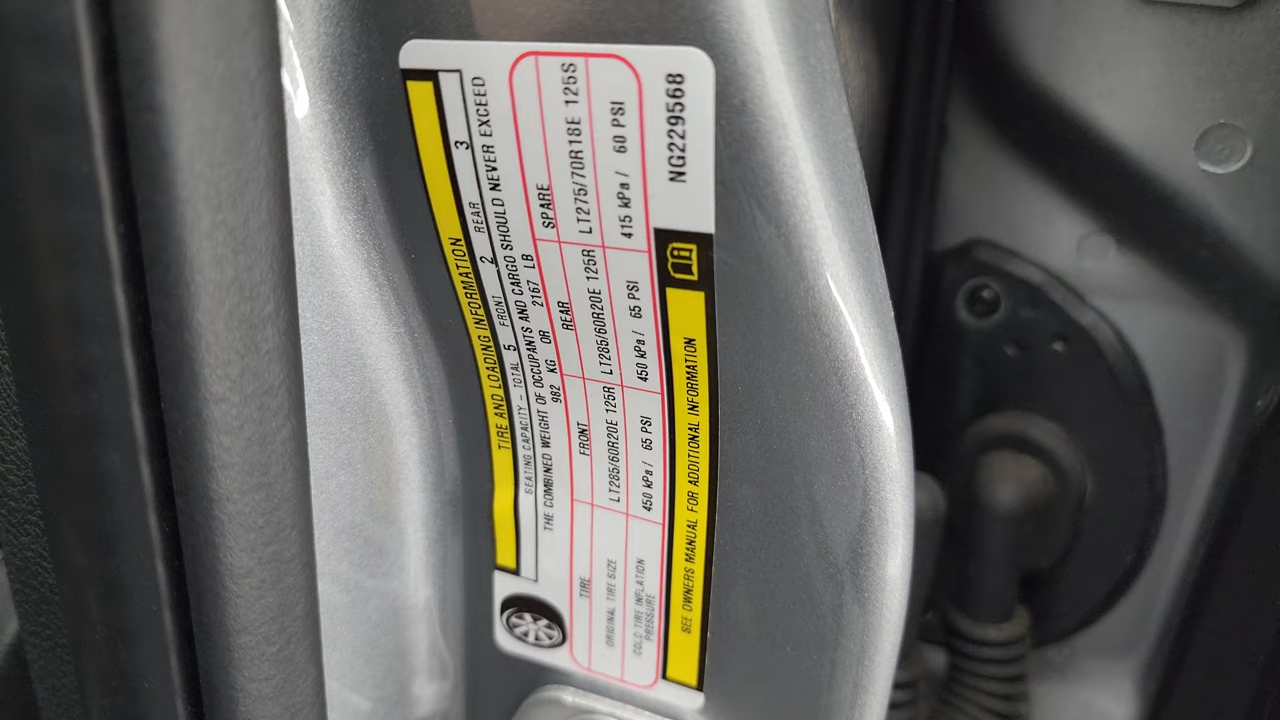 TIRE AND LOADING INFORMATION
SEATING CAPACITY - TOTAL 5 FRONT 2 REAR 3
THE COMBINED WEIGHT OF OCCUPANTS AND CARGO SHOULD NEVER EXCEED
982 KG OR 2167 LB
TIRE FRONT REAR SPARE
ORIGINAL TIRE SIZE LT285/60R20E 125R LT285/60R20E 125R LT275/70R18E 125S
COLD TIRE INFLATION PRESSURE 450 kPa / 65 PSI 450 kPa / 65 PSI 415 kPa / 60 PSI
SEE OWNERS MANUAL FOR ADDITIONAL INFORMATION
NG229568